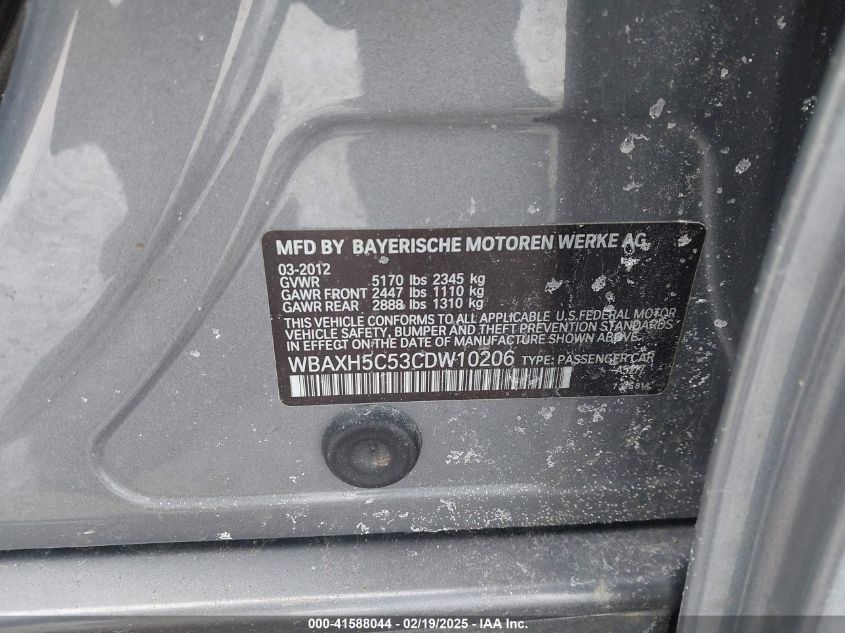 MFD BY BAYERISCHE MOTOREN WERKE AG
03-2012
GVWR 5170 lbs 2345 kg
GAWR FRONT 2447 lbs 1110 kg
GAWR REAR 2888 lbs 1310 kg
THIS VEHICLE CONFORMS TO ALL APPLICABLE U.S.FEDERAL MOTOR
VEHICLE SAFETY, BUMPER AND THEFT PREVENTION STANDARDS
IN EFFECT ON THE DATE OF MANUFACTURE SHOWN ABOVE.
WBAXH5C53CDW10206 TYPE: PASSENGER CAR
000-41588044 - 02/19/2025 - IAA Inc.